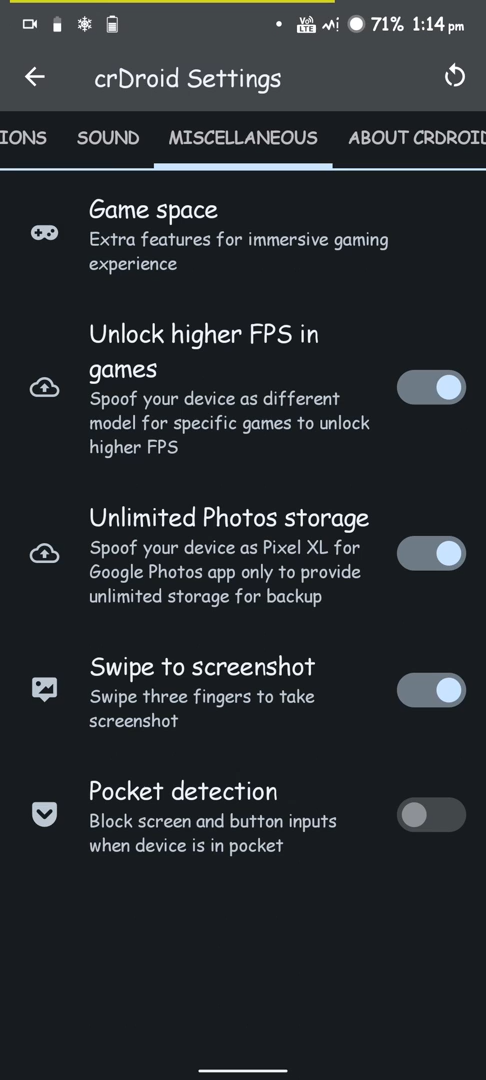 71% 1:14 pm
crDroid Settings
IONS SOUND MISCELLANEOUS ABOUT CRDROID
Game space
Extra features for immersive gaming
experience
Unlock higher FPS in
games
Spoof your device as different
model for specific games to unlock
higher FPS
Unlimited Photos storage
Spoof your device as Pixel XL for
Google Photos app only to provide
unlimited storage for backup
Swipe to screenshot
Swipe three fingers to take
screenshot
Pocket detection
Block screen and button inputs
when device is in pocket